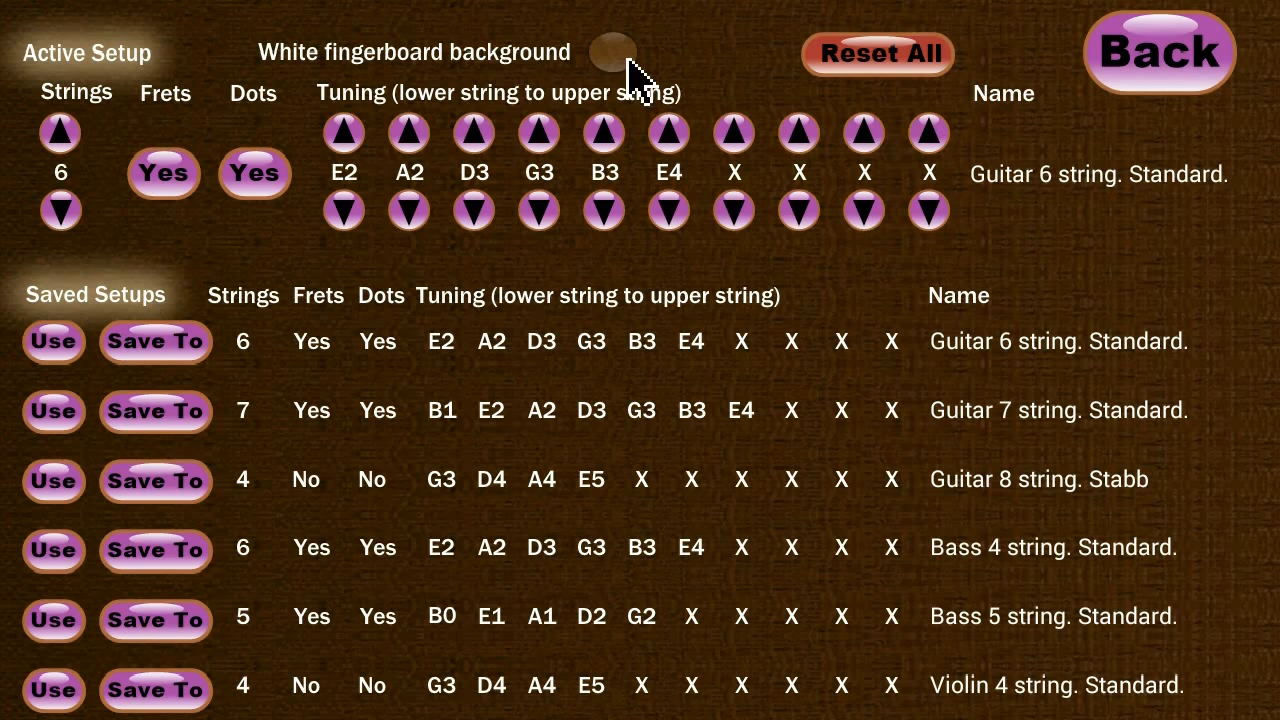 Active Setup White fingerboard background Reset All Back
Strings Frets Dots Tuning (lower string to upper string) Name
6 Yes Yes E2 A2 D3 G3 B3 E4 X X X X Guitar 6 string. Standard.
Saved Setups Strings Frets Dots Tuning (lower string to upper string) Name
Use Save To 6 Yes Yes E2 A2 D3 G3 B3 E4 X X X X Guitar 6 string. Standard.
Use Save To 7 Yes Yes B1 E2 A2 D3 G3 B3 E4 X X X Guitar 7 string. Standard.
Use Save To 4 No No G3 D4 A4 E5 X X X X X X Guitar 8 string. Stabb
Use Save To 6 Yes Yes E2 A2 D3 G3 B3 E4 X X X X Bass 4 string. Standard.
Use Save To 5 Yes Yes B0 E1 A1 D2 G2 X X X X X Bass 5 string. Standard.
Use Save To 4 No No G3 D4 A4 E5 X X X X X X Violin 4 string. Standard.